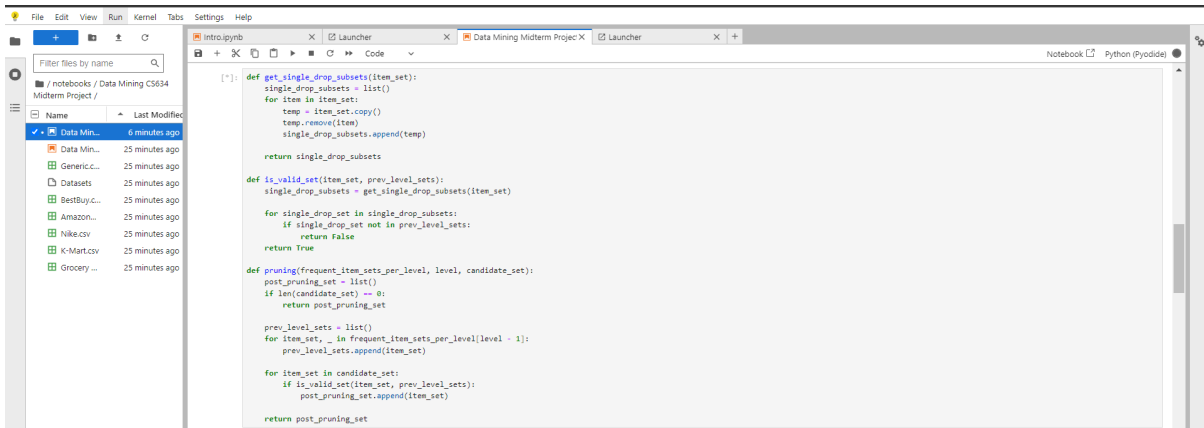 File Edit View Run Kernel Tabs Settings Help
Intro.ipynb
Launcher
Data Mining Midterm Projec
Launcher
Code
Notebook
Python (Pyodide)
Filter files by name
/ notebooks / Data Mining CS634
Midterm Project /
Name Last Modified
Data Min... 6 minutes ago
Data Min... 25 minutes ago
Generic.c... 25 minutes ago
Datasets 25 minutes ago
BestBuy.c... 25 minutes ago
Amazon... 25 minutes ago
Nike.csv 25 minutes ago
K-Mart.csv 25 minutes ago
Grocery ... 25 minutes ago
[*]: def get_single_drop_subsets(item_set):
single_drop_subsets = list()
for item in item_set:
temp = item_set.copy()
temp.remove(item)
single_drop_subsets.append(temp)
return single_drop_subsets
def is_valid_set(item_set, prev_level_sets):
single_drop_subsets = get_single_drop_subsets(item_set)
for single_drop_set in single_drop_subsets:
if single_drop_set not in prev_level_sets:
return False
return True
def pruning(frequent_item_sets_per_level, level, candidate_set):
post_pruning_set = list()
if len(candidate_set) == 0:
return post_pruning_set
prev_level_sets = list()
for item_set, _ in frequent_item_sets_per_level[level - 1]:
prev_level_sets.append(item_set)
for item_set in candidate_set:
if is_valid_set(item_set, prev_level_sets):
post_pruning_set.append(item_set)
return post_pruning_set